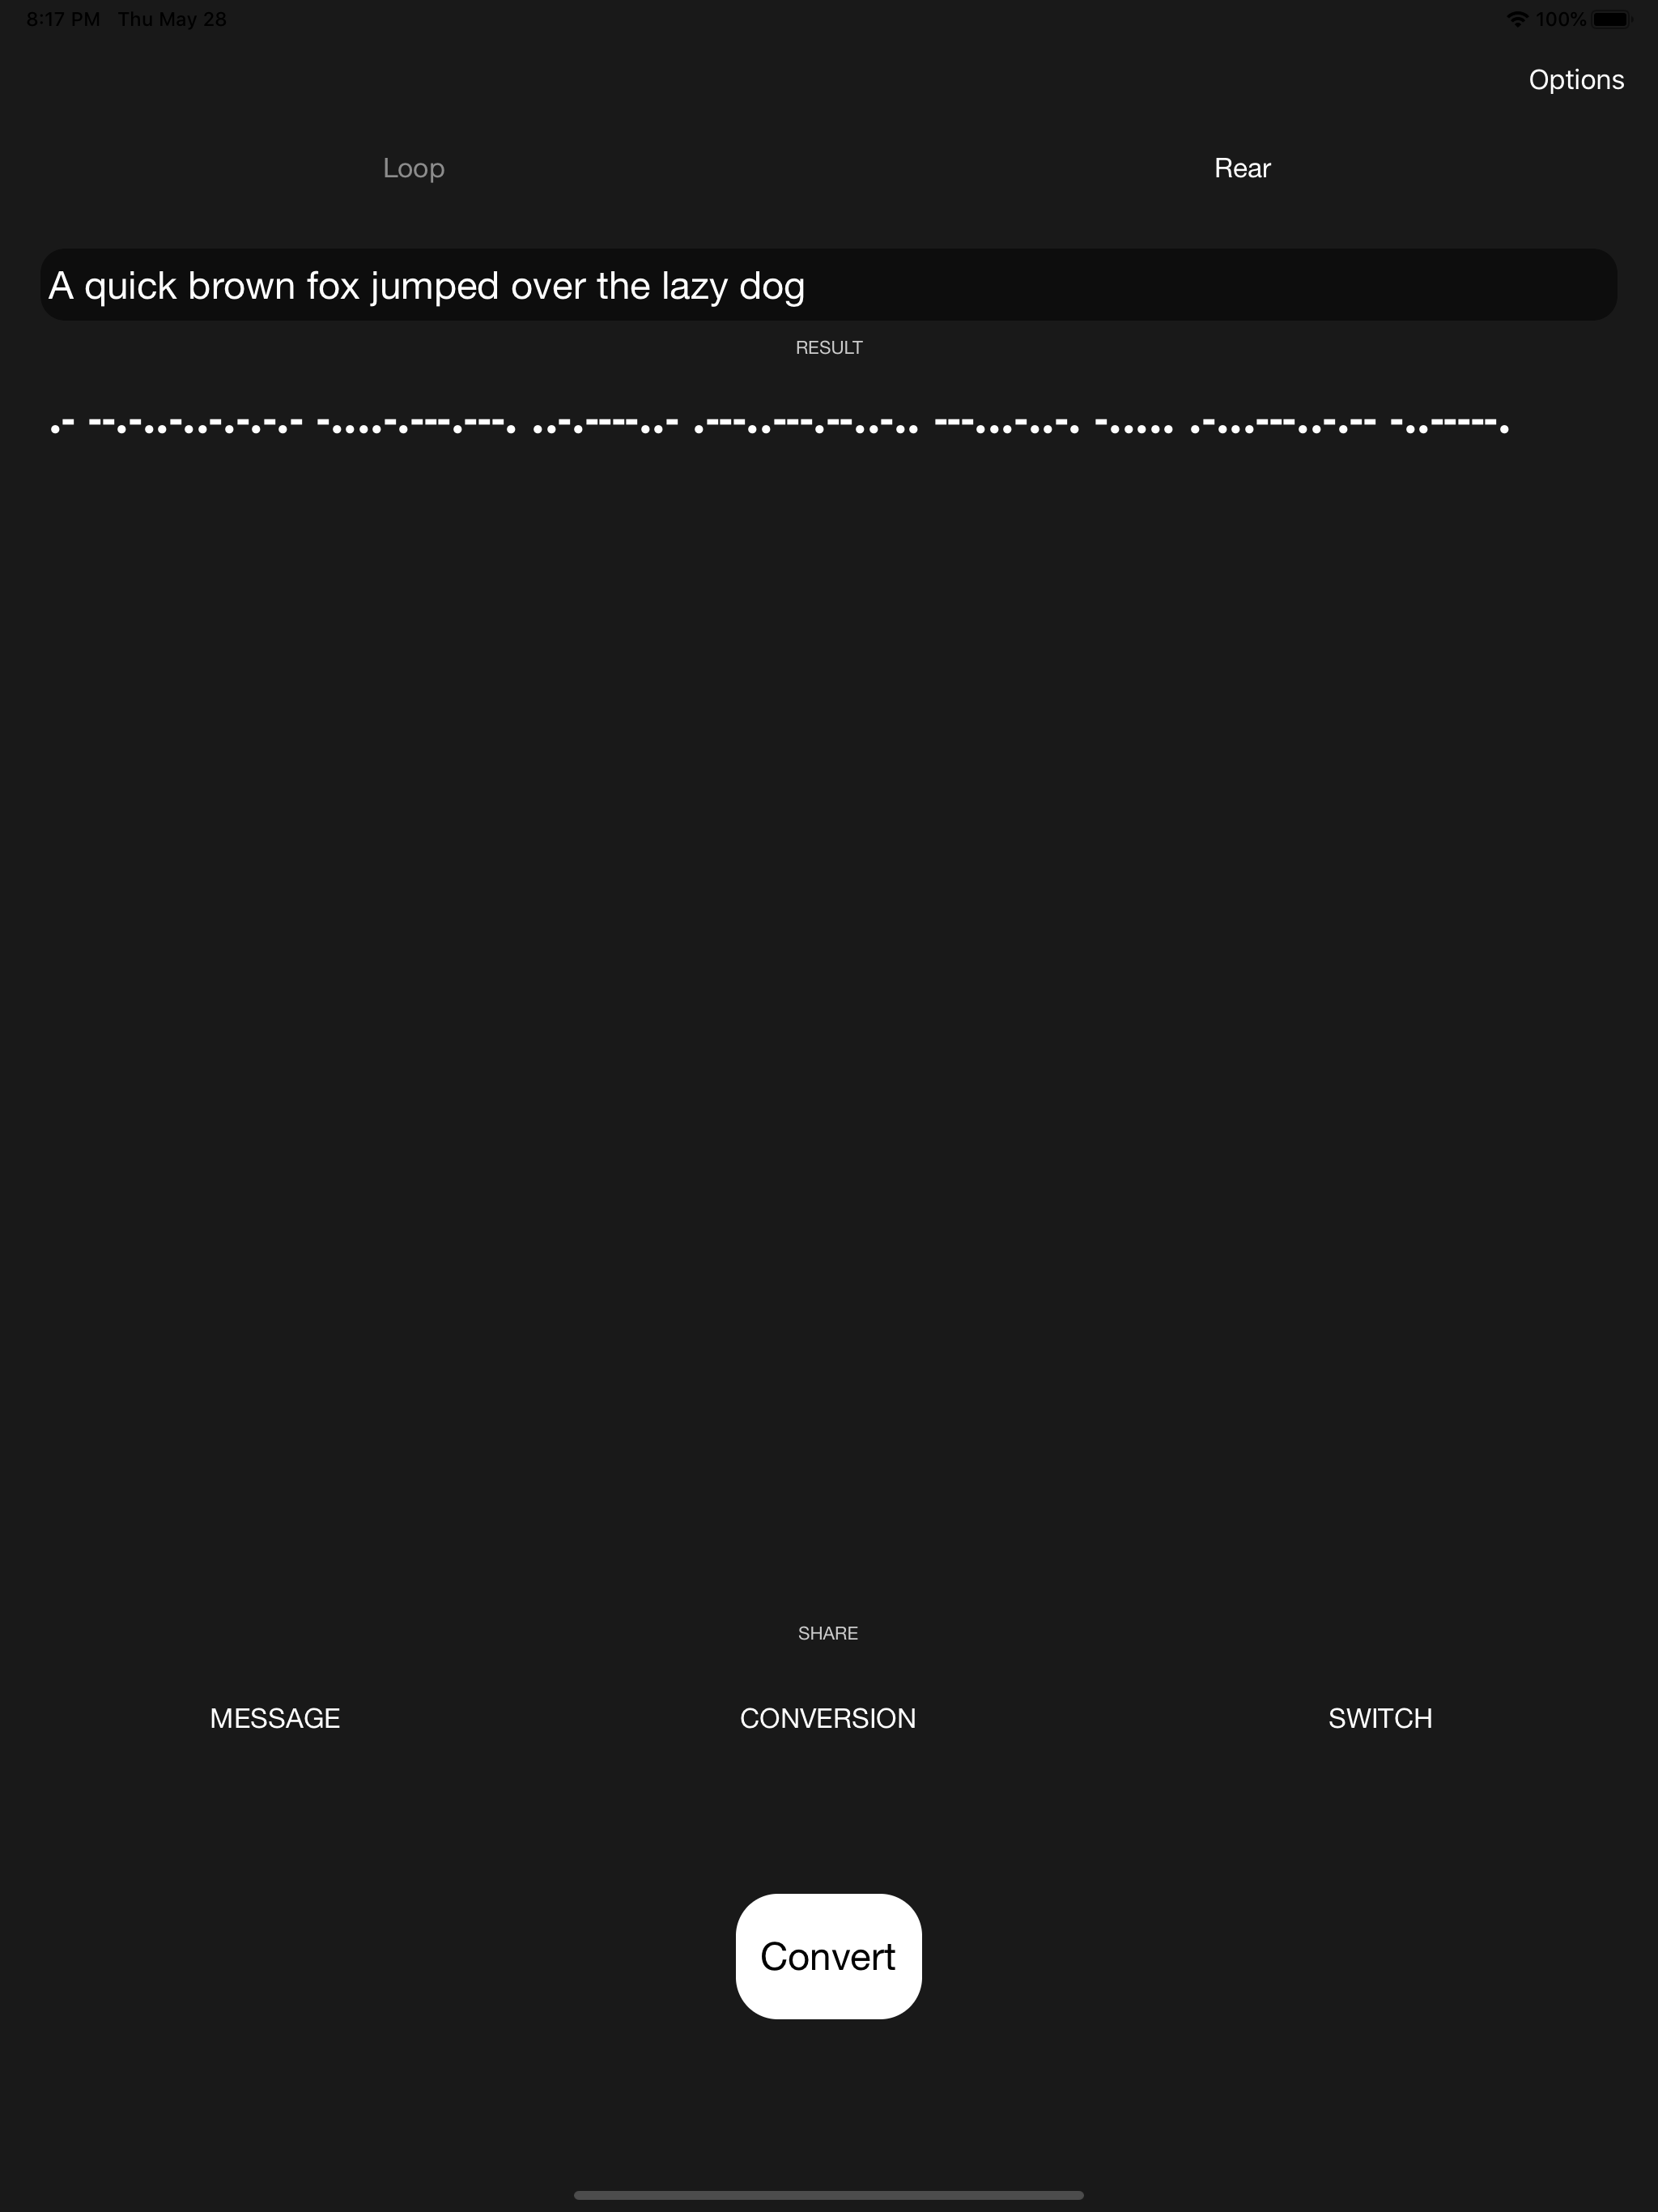 8:17 PM Thu May 28 100%
Options
Loop Rear
A quick brown fox jumped over the lazy dog
RESULT
.- --.-..-..-.-.-.- -....-.---.---. ..-.----..- .---..---.--..-.. ---...-..-. -..... .-...---..-.-- -..-----.
SHARE
MESSAGE CONVERSION SWITCH
Convert